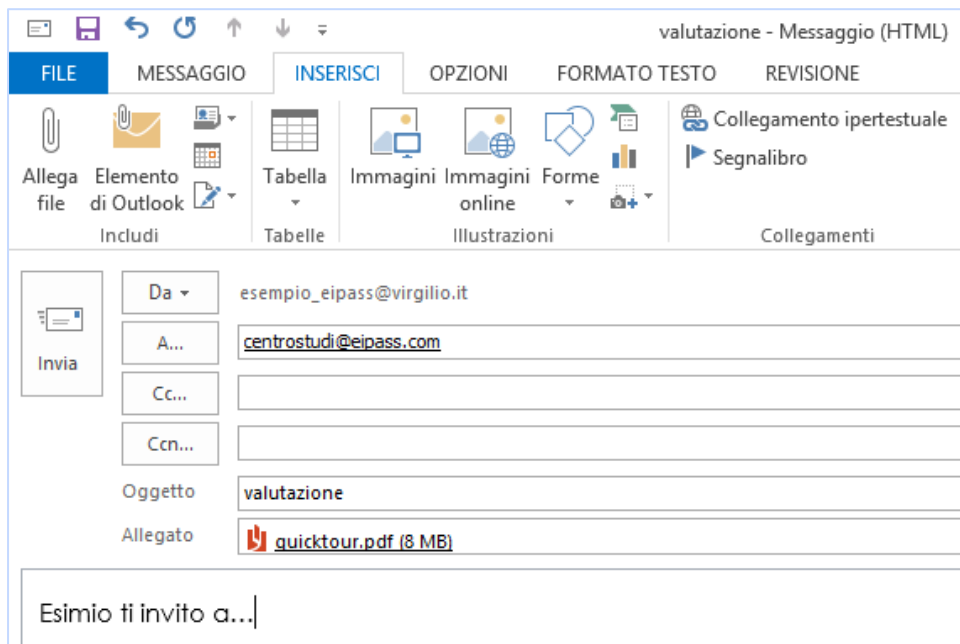 valutazione - Messaggio (HTML)
FILE MESSAGGIO INSERISCI OPZIONI FORMATO TESTO REVISIONE
Allega file
Elemento di Outlook
Includi
Tabella
Tabelle
Immagini
Immagini online
Forme
Illustrazioni
Collegamento ipertestuale
Segnalibro
Collegamenti
Invia
Da esempio_eipass@virgilio.it
A... centrostudi@eipass.com
Cc...
Ccn...
Oggetto valutazione
Allegato quicktour.pdf (8 MB)
Esimio ti invito a...